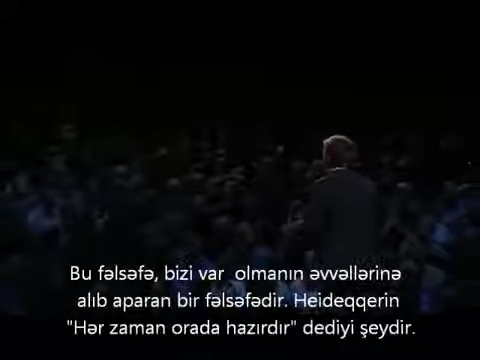 Bu fəlsəfə, bizi var olmanın əvvəllərinə
alıb aparan bir fəlsəfədir. Heideqqerin
"Hər zaman orada hazırdır" dediyi şeydir.